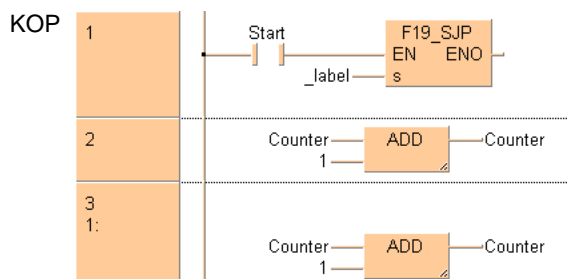 KOP
1
Start
F19_SJP
EN ENO
_label
s
2
Counter
ADD
Counter
1
3
1:
Counter
ADD
Counter
1